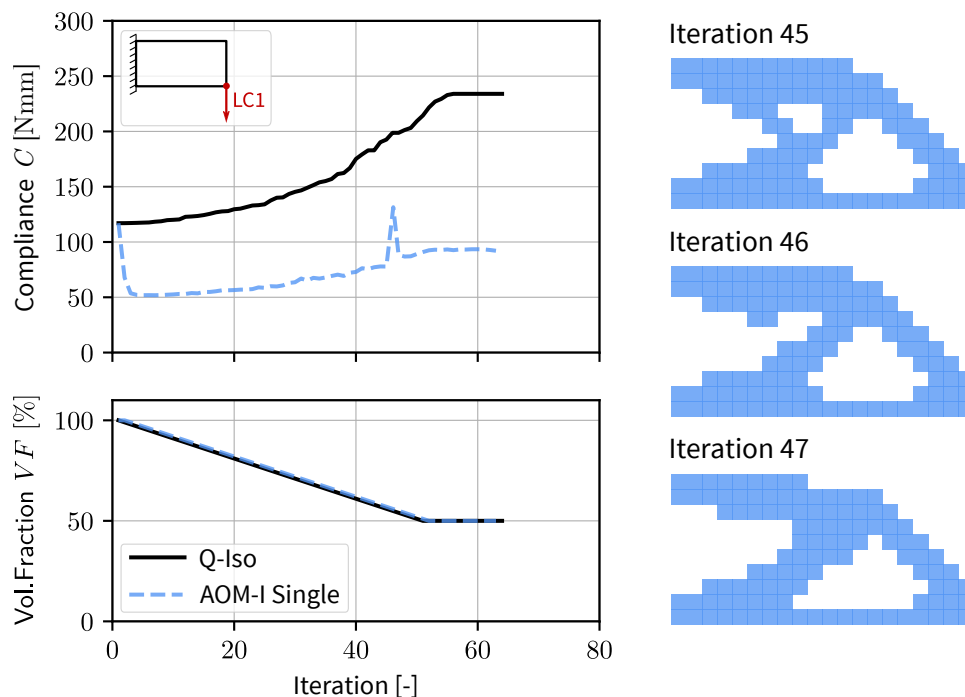 300
250
200
150
100
50
0
Compliance C [Nmm]
LC1
100
50
0
Vol.Fraction VF [%]
Q-Iso
AOM-I Single
0
20
40
60
80
Iteration [-]
Iteration 45
Iteration 46
Iteration 47